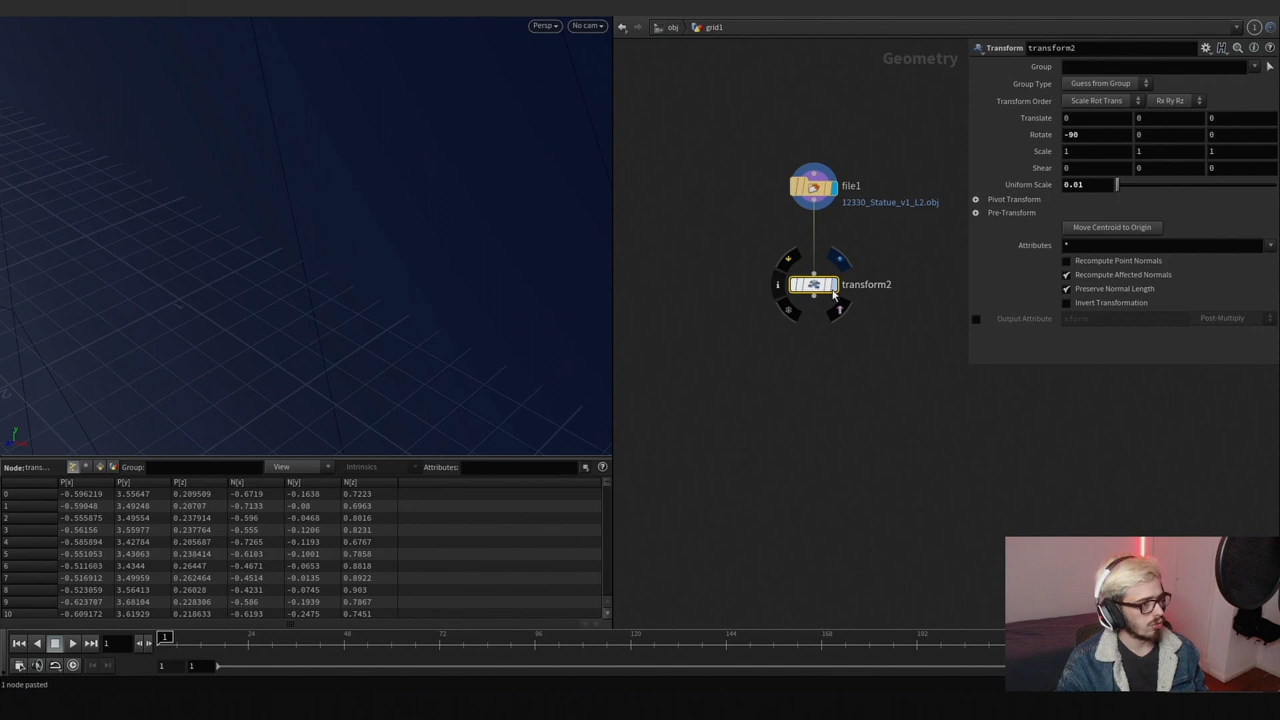 Persp
No cam
obj
grid1
1
Geometry
file1
12330_Statue_v1_L2.obj
transform2
Transform transform2
Group
Group Type Guess from Group
Transform Order Scale Rot Trans Rx Ry Rz
Translate 0 0 0
Rotate -90 0 0
Scale 1 1 1
Shear 0 0 0
Uniform Scale 0.01
Pivot Transform
Pre-Transform
Move Centroid to Origin
Attributes *
Recompute Point Normals
Recompute Affected Normals
Preserve Normal Length
Invert Transformation
Output Attribute xform Post-Multiply
y
Node: trans... Group: View Intrinsics Attributes:
P[x] P[y] P[z] N[x] N[y] N[z]
0 -0.596219 3.55647 0.209509 -0.6719 -0.1638 0.7223
1 -0.59048 3.49248 0.20707 -0.7133 -0.08 0.6963
2 -0.555875 3.49554 0.237914 -0.596 -0.0468 0.8016
3 -0.56156 3.55977 0.237764 -0.555 -0.1206 0.8231
4 -0.585894 3.42784 0.205687 -0.7265 -0.1193 0.6767
5 -0.551053 3.43063 0.238414 -0.6103 -0.1001 0.7858
6 -0.511603 3.4344 0.26447 -0.4671 -0.0653 0.8818
7 -0.516912 3.49959 0.262464 -0.4514 -0.0135 0.8922
8 -0.523059 3.56413 0.26028 -0.4231 -0.0745 0.903
9 -0.623707 3.68104 0.228306 -0.586 -0.1939 0.7867
10 -0.609172 3.61929 0.218633 -0.6193 -0.2475 0.7451
1 1 24 48 72 96 120 144 168 192
1 1
1 node pasted